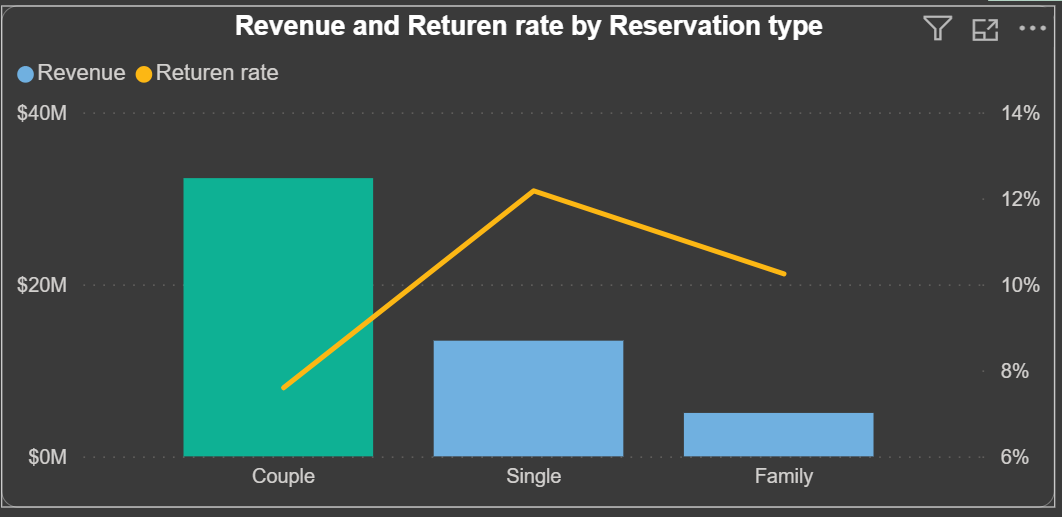 Revenue and Returen rate by Reservation type
Revenue Returen rate
$40M 14%
12%
$20M 10%
8%
$0M 6%
Couple Single Family